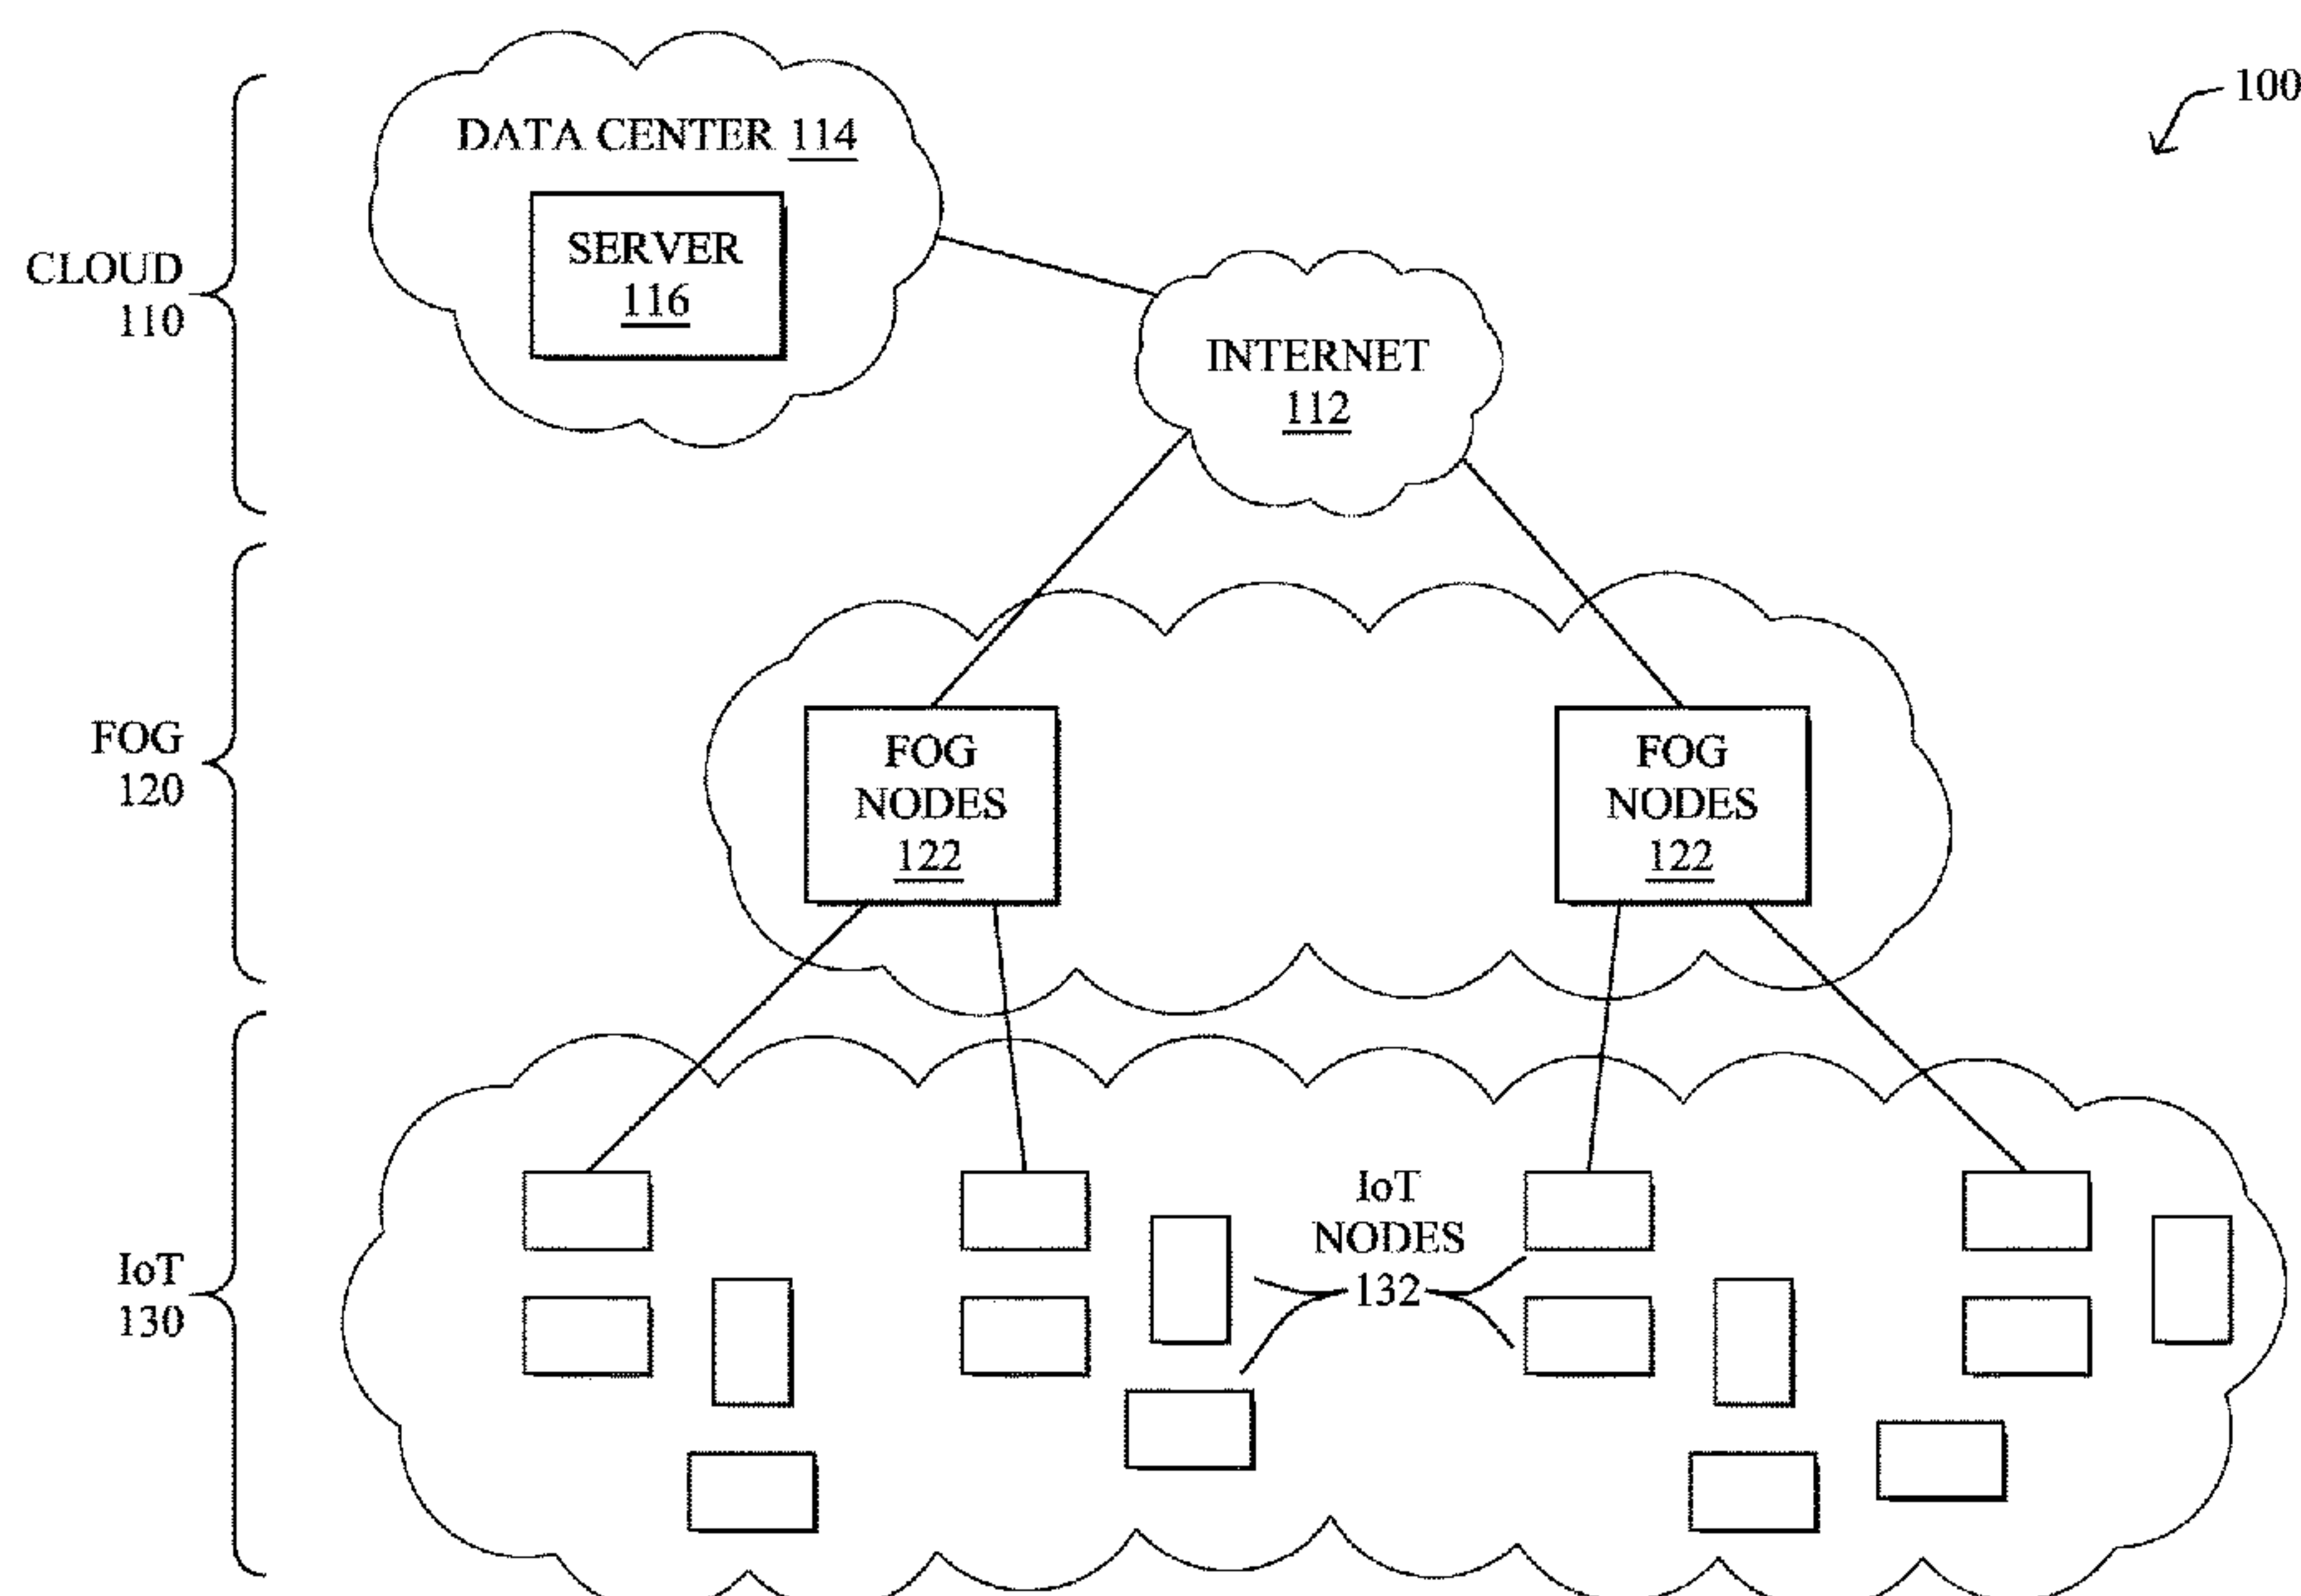 100
DATA CENTER 114
SERVER
116
CLOUD
110
INTERNET
112
FOG
120
FOG
NODES
122
FOG
NODES
122
IoT
130
IoT
NODES
132